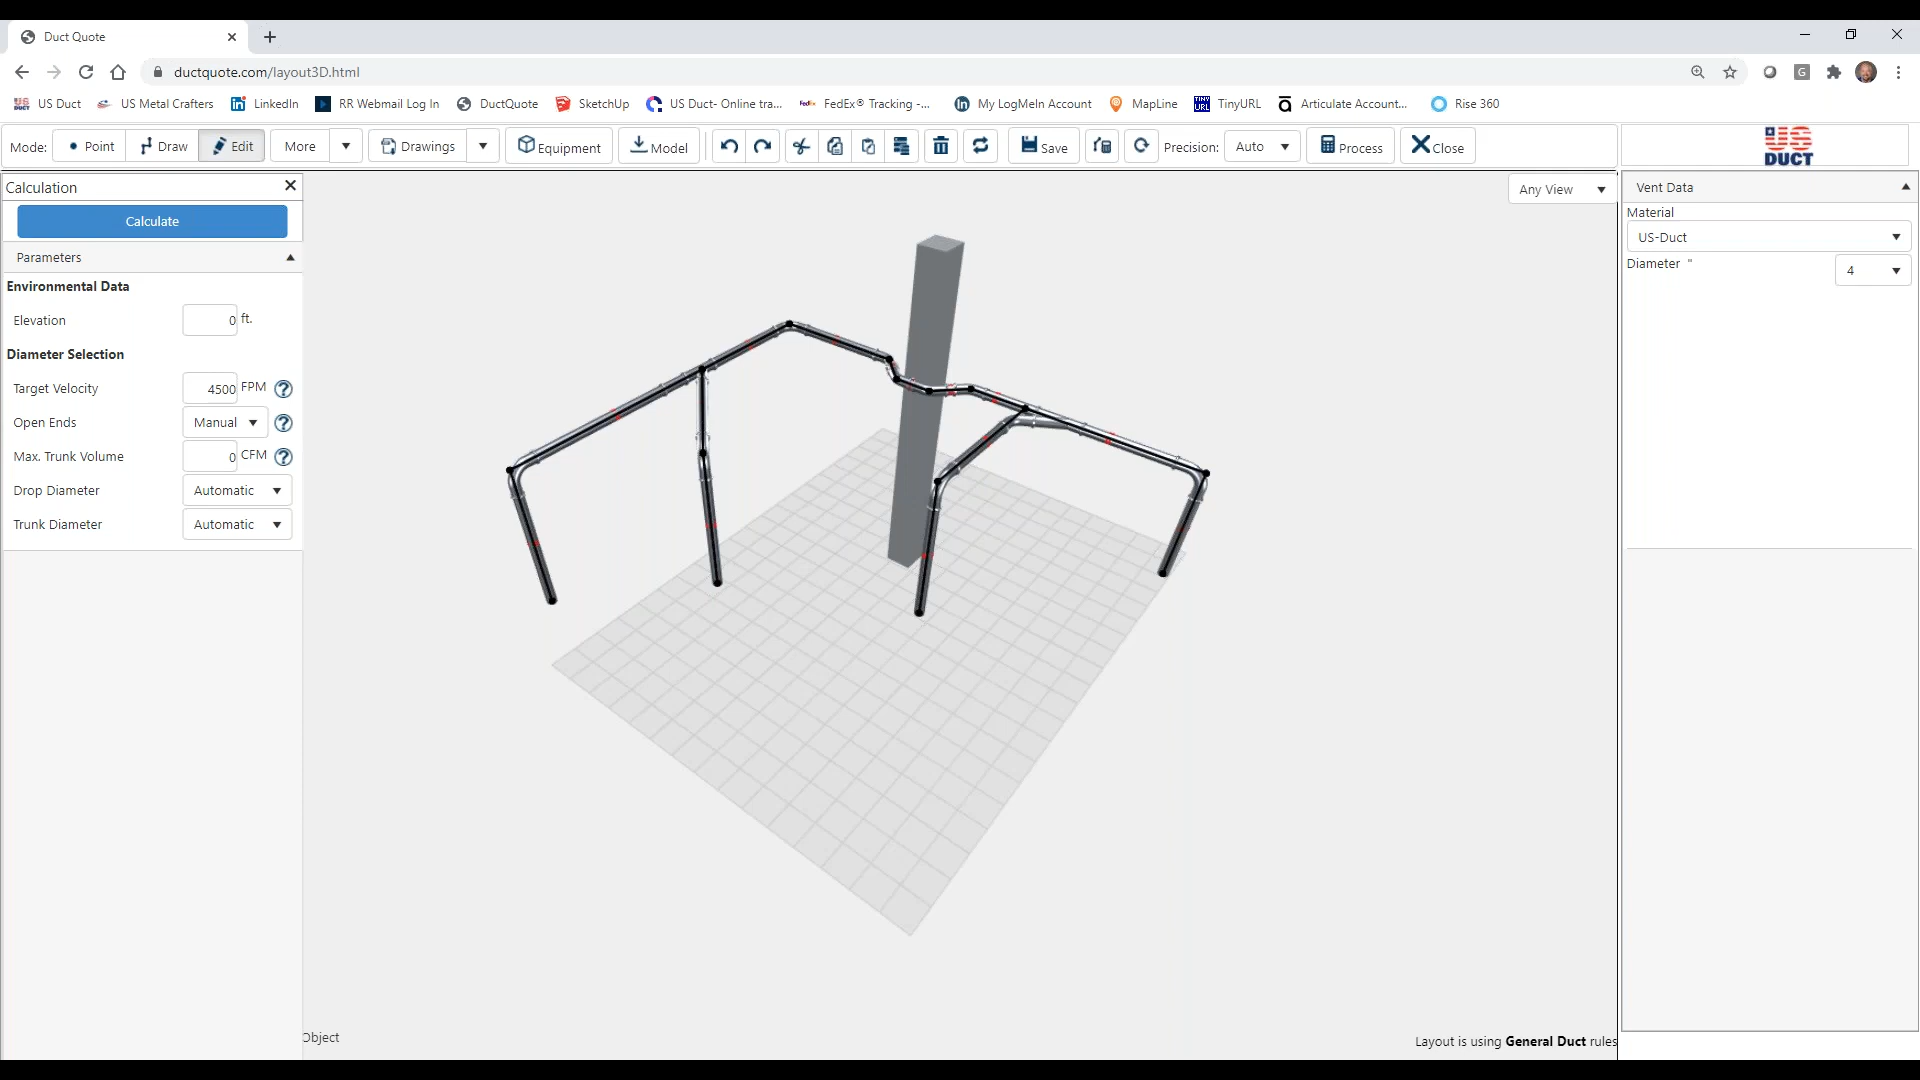 Duct Quote
ductquote.com/layout3D.html
G
US Duct
US Metal Crafters
LinkedIn
RR Webmail Log In
DuctQuote
SketchUp
US Duct- Online tra...
FedEx® Tracking -...
My LogMeIn Account
MapLine
TinyURL
Articulate Account...
Rise 360
Mode:
Point
Draw
Edit
More
Drawings
Equipment
Model
Save
Precision:
Auto
Process
Close
US
DUCT
Calculation
Calculate
Parameters
Environmental Data
Elevation
0 ft.
Diameter Selection
Target Velocity
4500 FPM ?
Open Ends
Manual ?
Max. Trunk Volume
0 CFM ?
Drop Diameter
Automatic
Trunk Diameter
Automatic
Any View
Vent Data
Material
US-Duct
Diameter "
4
Object
Layout is using General Duct rules